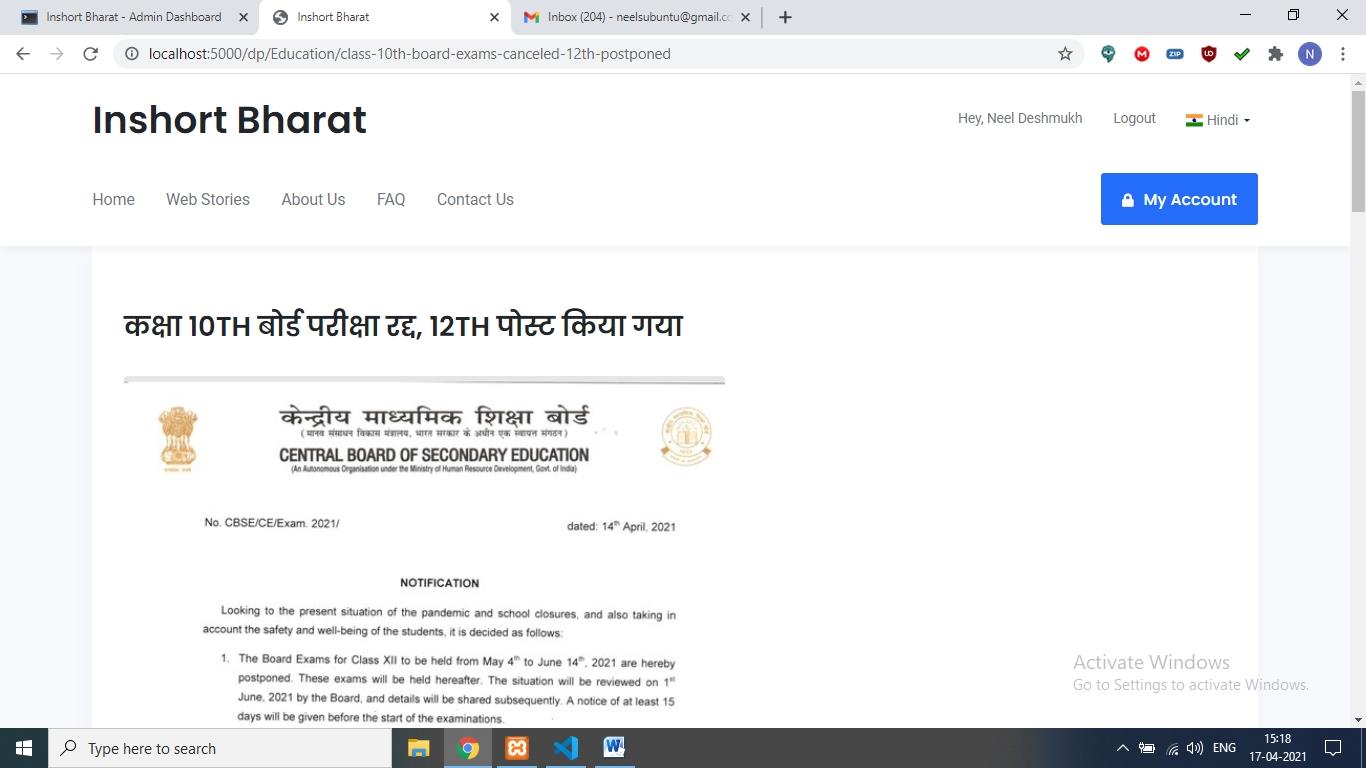 Inshort Bharat - Admin Dashboard
Inshort Bharat
Inbox (204) - neelsubuntu@gmail.cc
localhost:5000/dp/Education/class-10th-board-exams-canceled-12th-postponed
N
Inshort Bharat
Hey, Neel Deshmukh
Logout
Hindi
Home
Web Stories
About Us
FAQ
Contact Us
My Account
कक्षा 10TH बोर्ड परीक्षा रद्द, 12TH पोस्ट किया गया
केन्द्रीय माध्यमिक शिक्षा बोर्ड
(मानव संसाधन विकास मंत्रालय, भारत सरकार के अधीन एक स्वायत्त संगठन)
CENTRAL BOARD OF SECONDARY EDUCATION
(An Autonomous Organisation under the Ministry of Human Resource Development, Govt. of India)
No. CBSE/CE/Exam. 2021/
dated: 14th April, 2021
NOTIFICATION
Looking to the present situation of the pandemic and school closures, and also taking in
account the safety and well-being of the students, it is decided as follows:
1. The Board Exams for Class XII to be held from May 4th to June 14th, 2021 are hereby
postponed. These exams will be held hereafter. The situation will be reviewed on 1st
June, 2021 by the Board, and details will be shared subsequently. A notice of at least 15
days will be given before the start of the examinations.
Activate Windows
Go to Settings to activate Windows.
Type here to search
ENG
15:18
17-04-2021